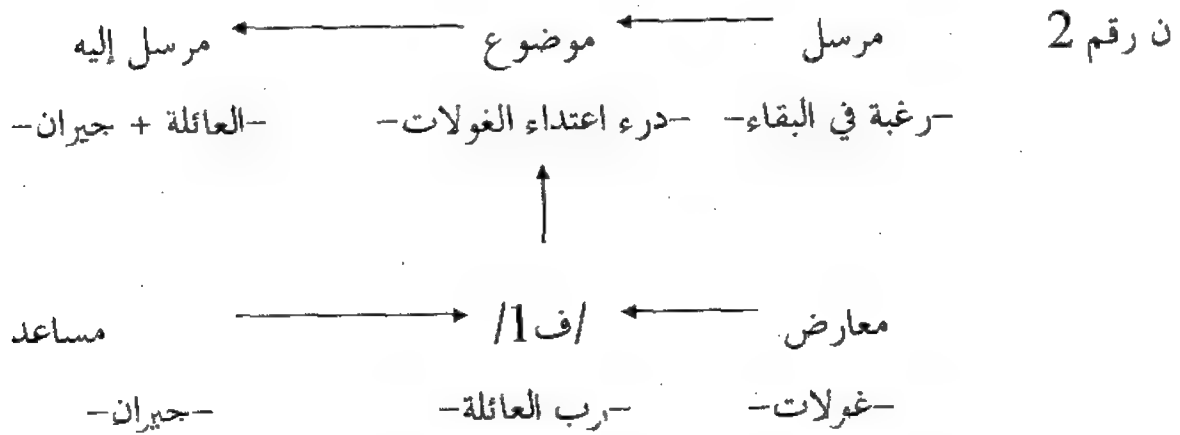 ن رقم 2 مرسل موضوع مرسل إليه
-رغبة في البقاء- -درء اعتداء الغولات- -العائلة + جيران-
معارض /ف1/ مساعد
-غولات- -رب العائلة- -جيران-